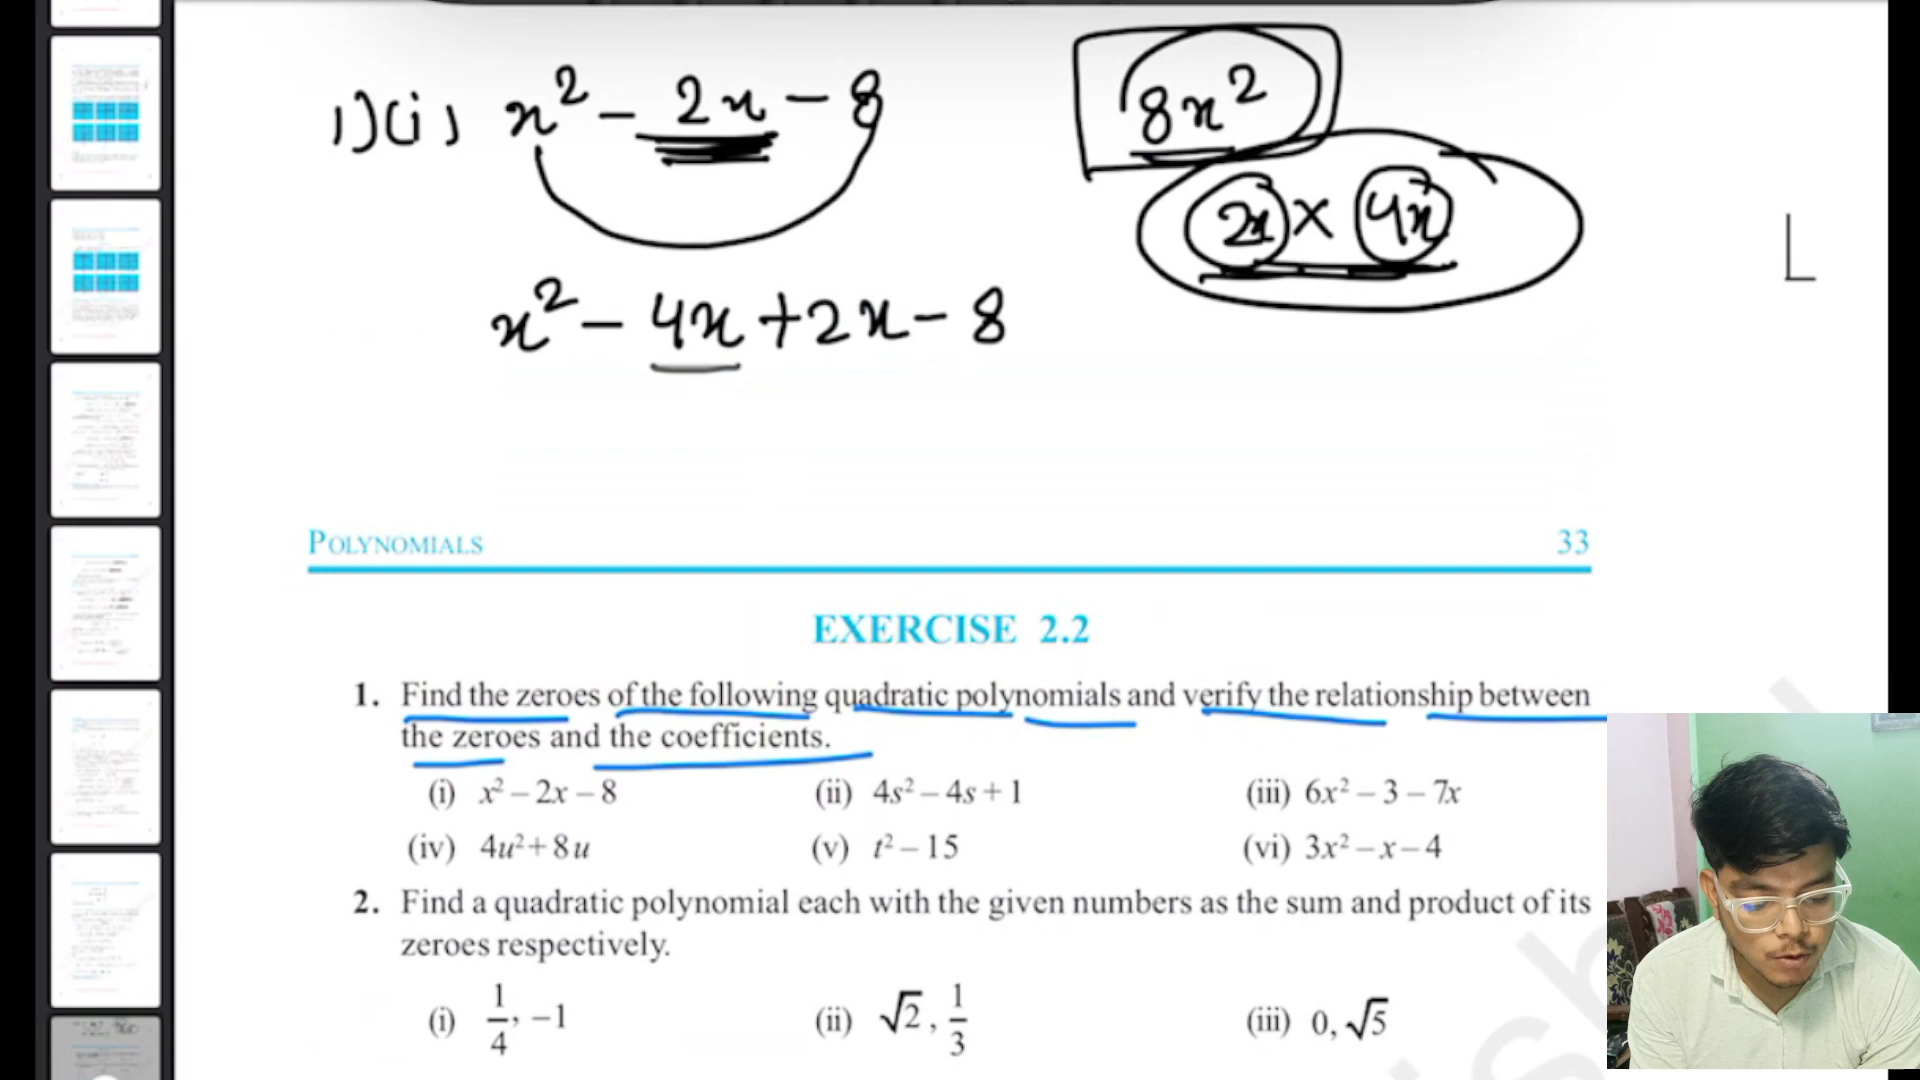 1)(i) x² - 2x - 8
8x²
2x × 4x
x² - 4x + 2x - 8
POLYNOMIALS 33
EXERCISE 2.2
1. Find the zeroes of the following quadratic polynomials and verify the relationship between
the zeroes and the coefficients.
(i) x² – 2x – 8 (ii) 4s² – 4s + 1 (iii) 6x² – 3 – 7x
(iv) 4u² + 8u (v) t² – 15 (vi) 3x² – x – 4
2. Find a quadratic polynomial each with the given numbers as the sum and product of its
zeroes respectively.
(i) 1/4, –1 (ii) √2, 1/3 (iii) 0, √5